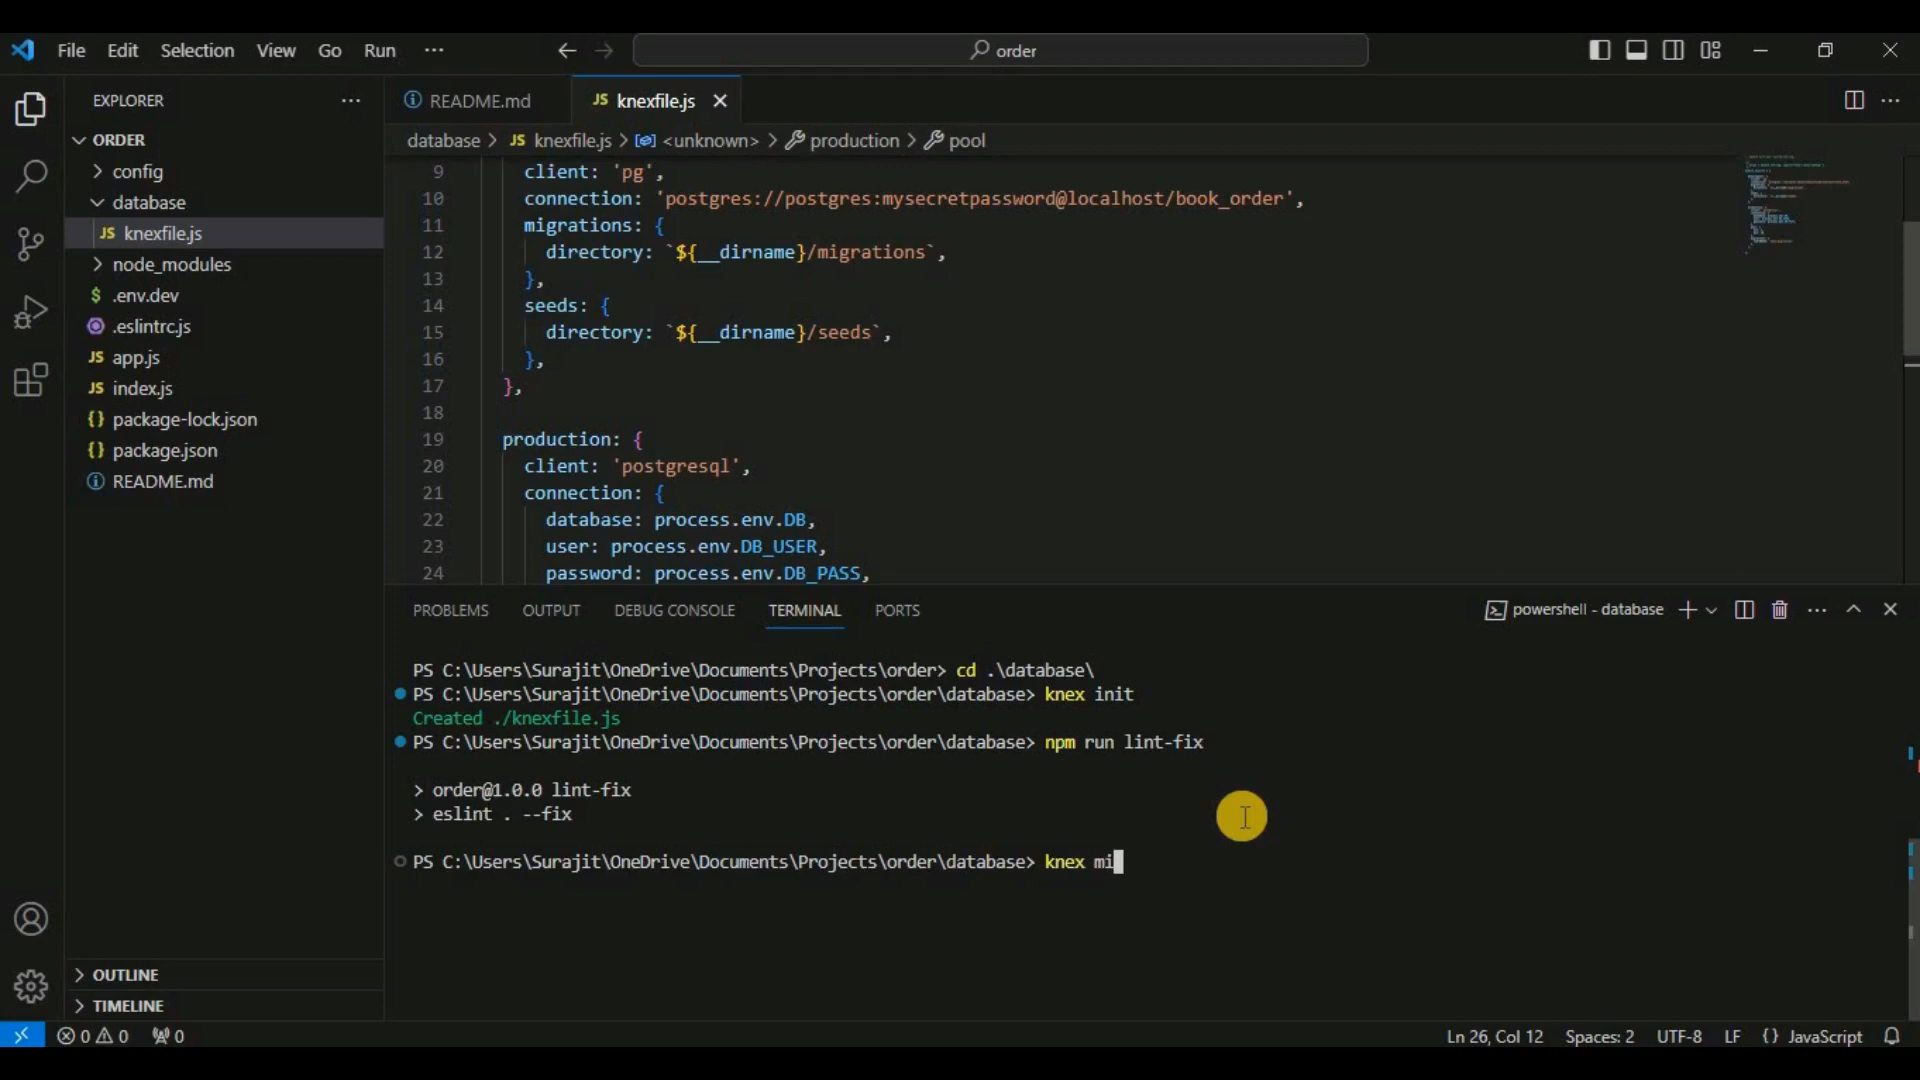 File Edit Selection View Go Run ··· order
EXPLORER ···
ORDER
config
database
JS knexfile.js
node_modules
$ .env.dev
.eslintrc.js
JS app.js
JS index.js
{} package-lock.json
{} package.json
README.md
OUTLINE
TIMELINE
README.md
JS knexfile.js
database > JS knexfile.js > <unknown> > production > pool
9 client: 'pg',
10 connection: 'postgres://postgres:mysecretpassword@localhost/book_order',
11 migrations: {
12 directory: `${__dirname}/migrations`,
13 },
14 seeds: {
15 directory: `${__dirname}/seeds`,
16 },
17 },
18
19 production: {
20 client: 'postgresql',
21 connection: {
22 database: process.env.DB,
23 user: process.env.DB_USER,
24 password: process.env.DB_PASS,
PROBLEMS OUTPUT DEBUG CONSOLE TERMINAL PORTS powershell - database
PS C:\Users\Surajit\OneDrive\Documents\Projects\order> cd .\database\
PS C:\Users\Surajit\OneDrive\Documents\Projects\order\database> knex init
Created ./knexfile.js
PS C:\Users\Surajit\OneDrive\Documents\Projects\order\database> npm run lint-fix
> order@1.0.0 lint-fix
> eslint . --fix
PS C:\Users\Surajit\OneDrive\Documents\Projects\order\database> knex mi
0 0 0 Ln 26, Col 12 Spaces: 2 UTF-8 LF {} JavaScript